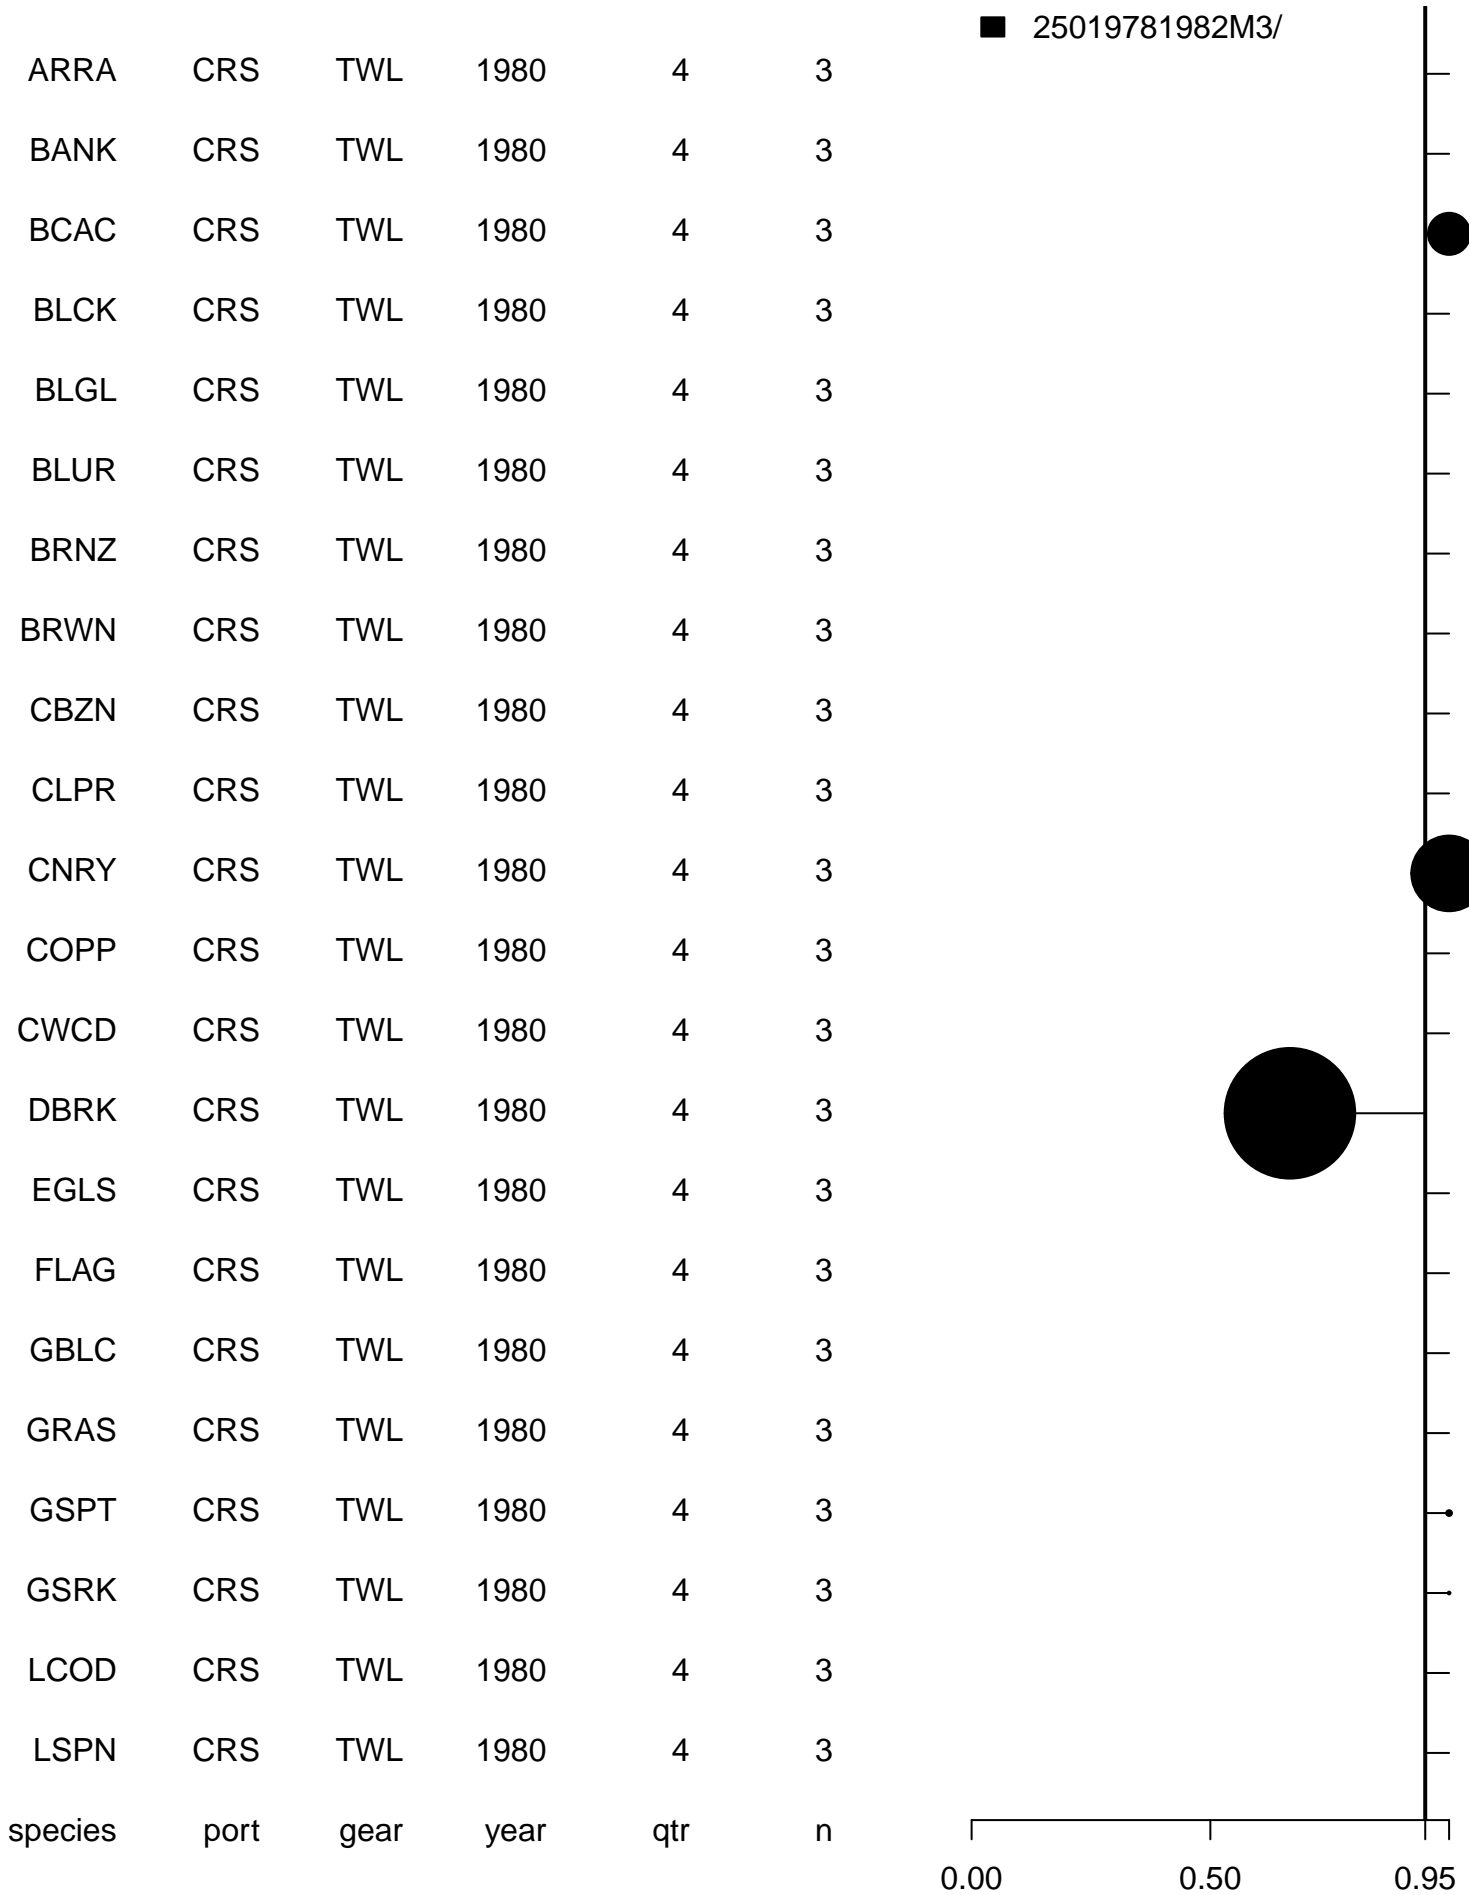 25019781982M3/
ARRA CRS TWL 1980 4 3
BANK CRS TWL 1980 4 3
BCAC CRS TWL 1980 4 3
BLCK CRS TWL 1980 4 3
BLGL CRS TWL 1980 4 3
BLUR CRS TWL 1980 4 3
BRNZ CRS TWL 1980 4 3
BRWN CRS TWL 1980 4 3
CBZN CRS TWL 1980 4 3
CLPR CRS TWL 1980 4 3
CNRY CRS TWL 1980 4 3
COPP CRS TWL 1980 4 3
CWCD CRS TWL 1980 4 3
DBRK CRS TWL 1980 4 3
EGLS CRS TWL 1980 4 3
FLAG CRS TWL 1980 4 3
GBLC CRS TWL 1980 4 3
GRAS CRS TWL 1980 4 3
GSPT CRS TWL 1980 4 3
GSRK CRS TWL 1980 4 3
LCOD CRS TWL 1980 4 3
LSPN CRS TWL 1980 4 3
species port gear year qtr n
0.00 0.50 0.95